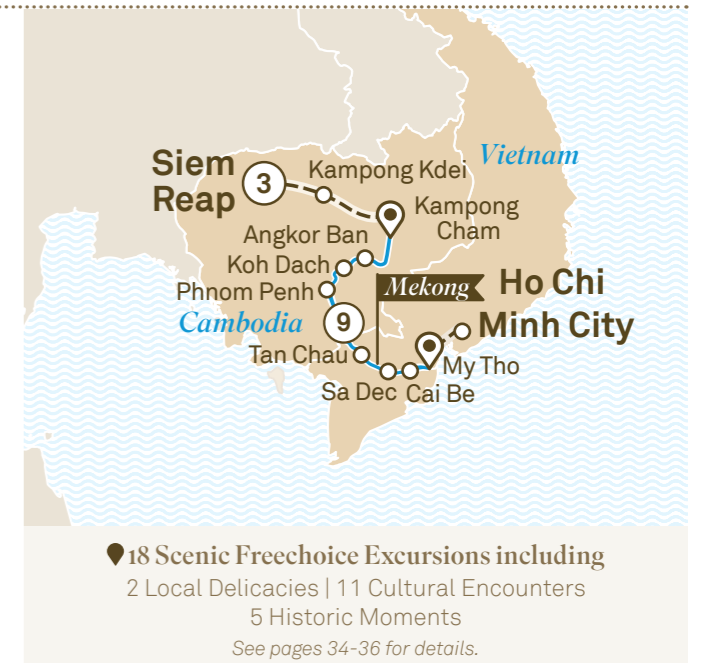 Vietnam
Siem
Reap
3
Kampong Kdei
Kampong
Cham
Angkor Ban
Koh Dach
Phnom Penh
Mekong
Ho Chi
Minh City
Cambodia
9
Tan Chau
My Tho
Sa Dec
Cai Be
18 Scenic Freechoice Excursions including
2 Local Delicacies | 11 Cultural Encounters
5 Historic Moments
See pages 34-36 for details.